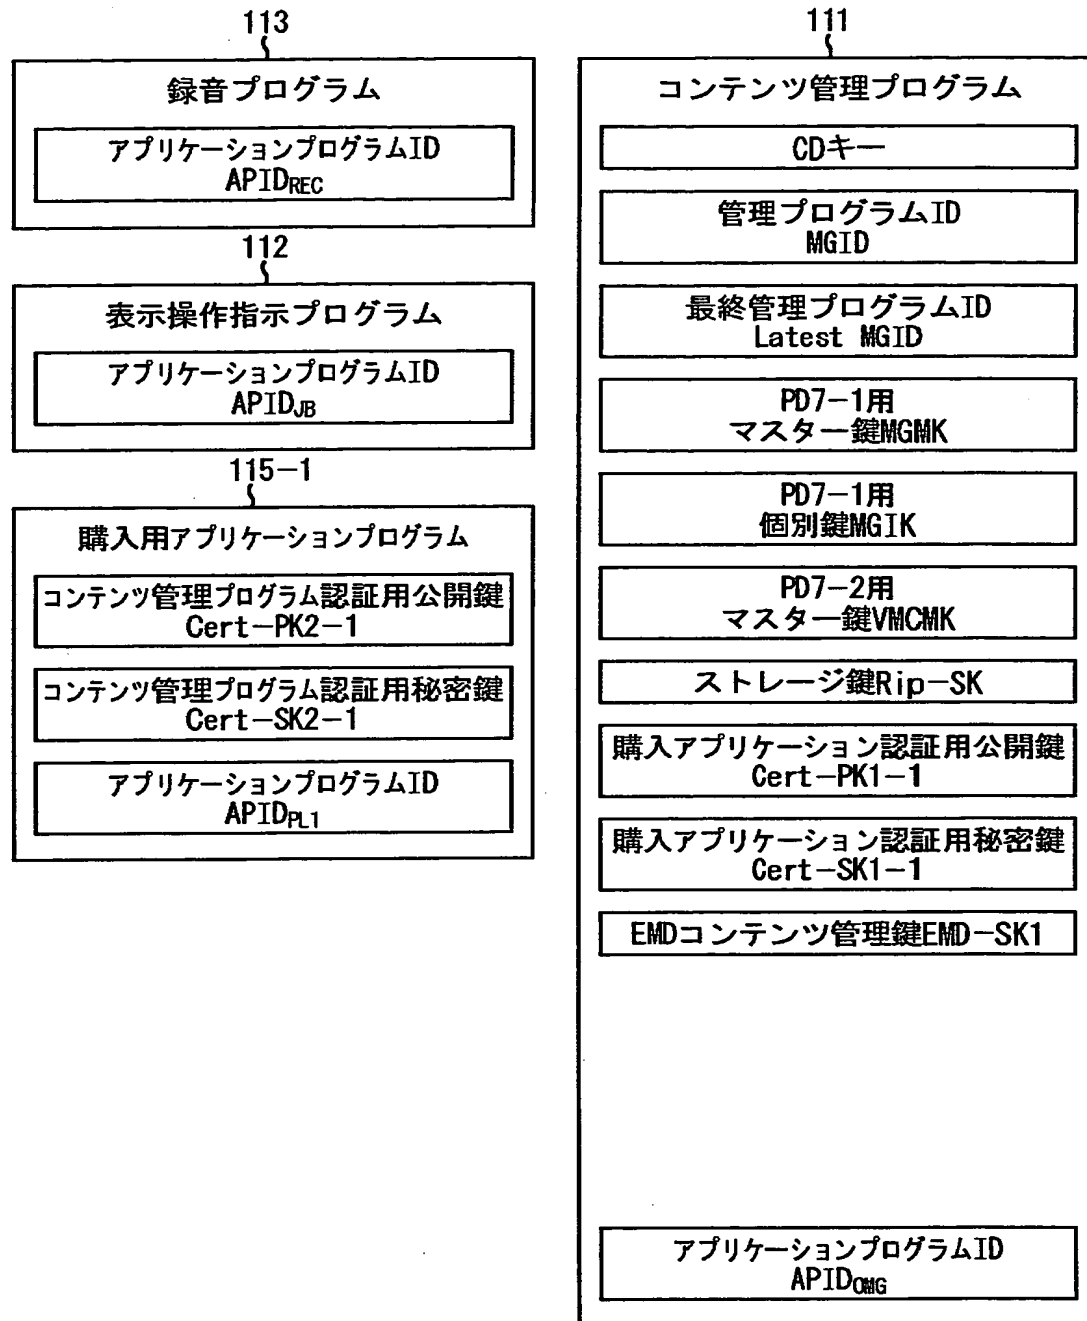 113
録音プログラム
アプリケーションプログラムID
APIDREC
112
表示操作指示プログラム
アプリケーションプログラムID
APIDJB
115-1
購入用アプリケーションプログラム
コンテンツ管理プログラム認証用公開鍵
Cert-PK2-1
コンテンツ管理プログラム認証用秘密鍵
Cert-SK2-1
アプリケーションプログラムID
APIDPL1
111
コンテンツ管理プログラム
CDキー
管理プログラムID
MGID
最終管理プログラムID
Latest MGID
PD7-1用
マスター鍵MGMK
PD7-1用
個別鍵MGIK
PD7-2用
マスター鍵VMCMK
ストレージ鍵Rip-SK
購入アプリケーション認証用公開鍵
Cert-PK1-1
購入アプリケーション認証用秘密鍵
Cert-SK1-1
EMDコンテンツ管理鍵EMD-SK1
アプリケーションプログラムID
APIDOMG